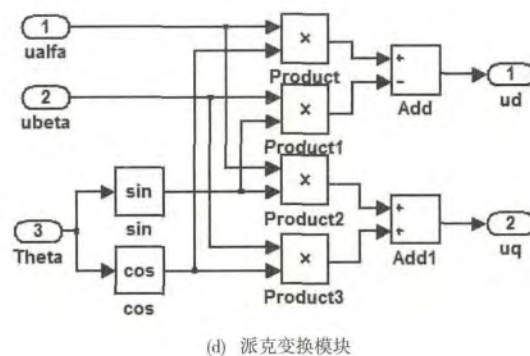 1
ualfa
×
Product
+
−
Add
1
ud
2
ubeta
×
Product1
sin
sin
×
Product2
+
+
Add1
2
uq
3
Theta
cos
cos
×
Product3
(d) 派克变换模块